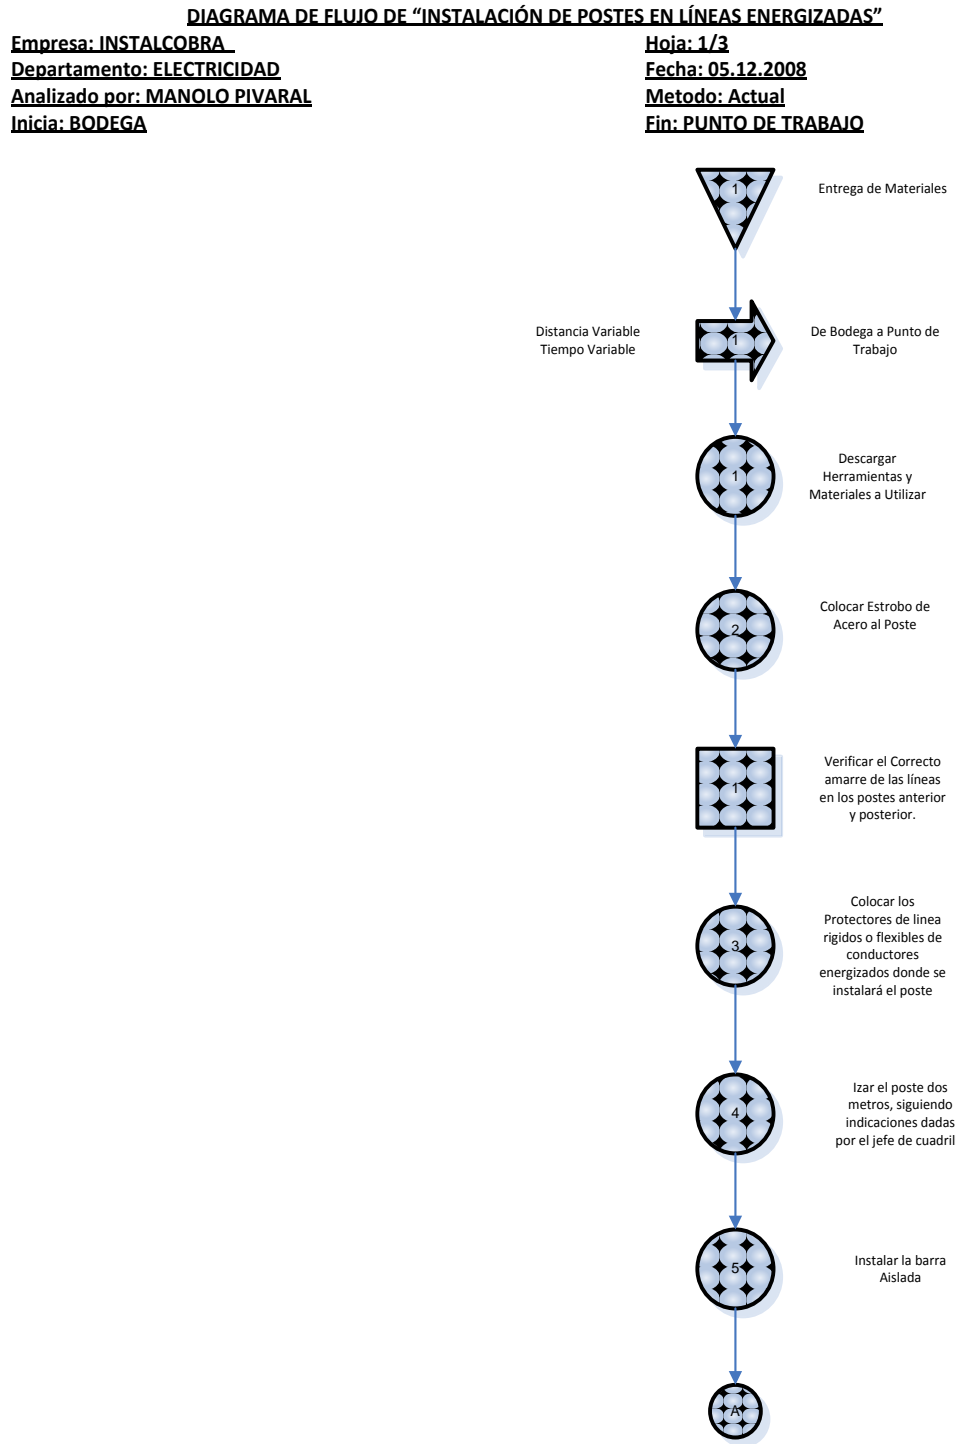 DIAGRAMA DE FLUJO DE “INSTALACIÓN DE POSTES EN LÍNEAS ENERGIZADAS”
Empresa: INSTALCOBRA
Hoja: 1/3
Departamento: ELECTRICIDAD
Fecha: 05.12.2008
Analizado por: MANOLO PIVARAL
Metodo: Actual
Inicia: BODEGA
Fin: PUNTO DE TRABAJO
1
Entrega de Materiales
Distancia Variable
Tiempo Variable
1
De Bodega a Punto de
Trabajo
1
Descargar
Herramientas y
Materiales a Utilizar
2
Colocar Estrobo de
Acero al Poste
1
Verificar el Correcto
amarre de las líneas
en los postes anterior
y posterior.
3
Colocar los
Protectores de linea
rigidos o flexibles de
conductores
energizados donde se
instalará el poste
4
Izar el poste dos
metros, siguiendo
indicaciones dadas
por el jefe de cuadril
5
Instalar la barra
Aislada
A